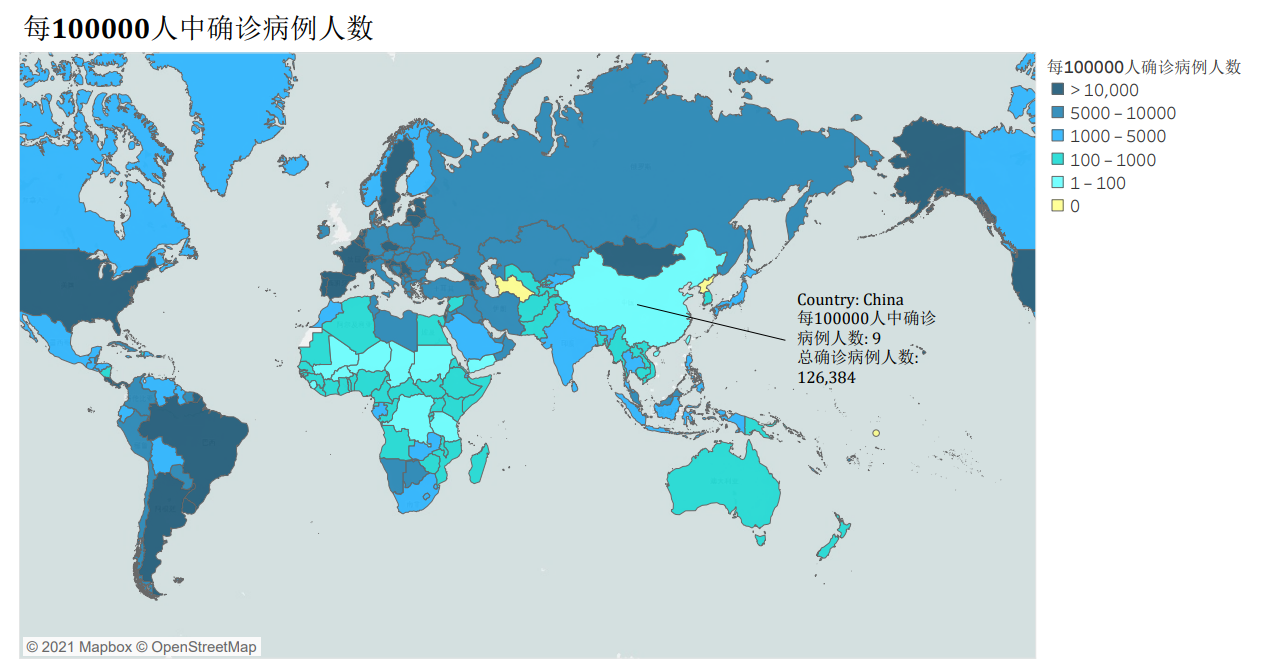 每100000人中确诊病例人数
每100000人确诊病例人数
> 10,000
5000 – 10000
1000 – 5000
100 – 1000
1 – 100
0
Country: China
每100000人中确诊
病例人数: 9
总确诊病例人数:
126,384
© 2021 Mapbox © OpenStreetMap